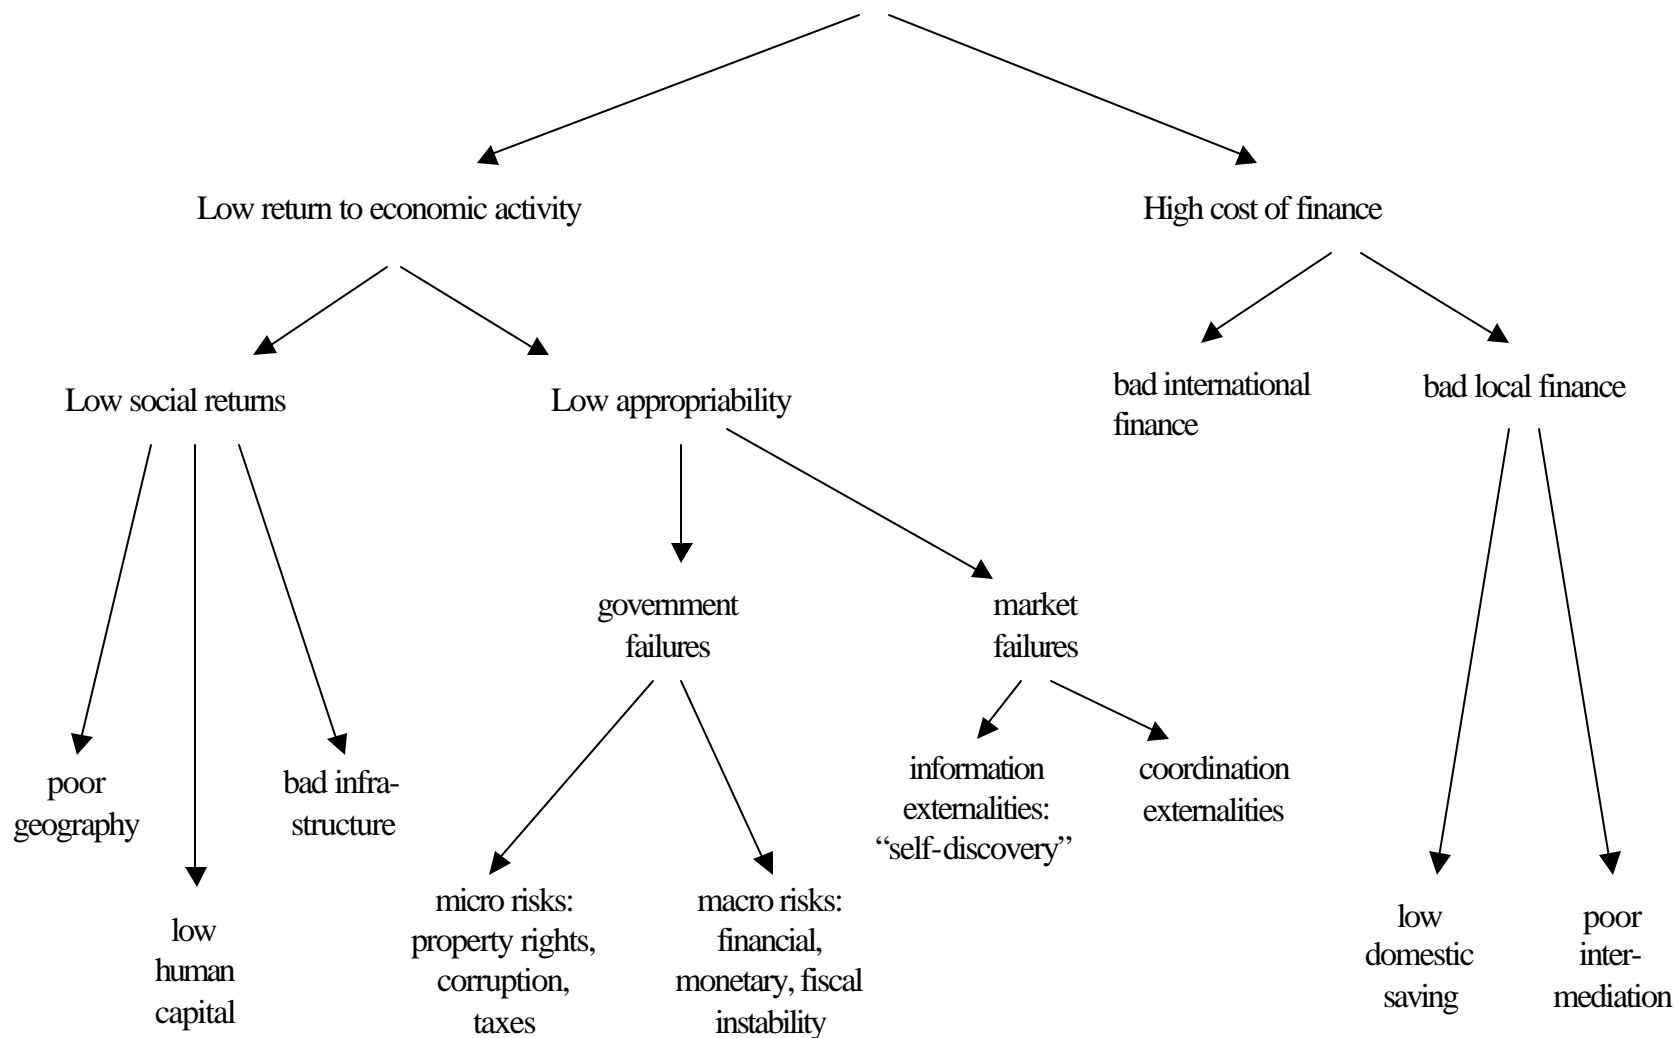 Low return to economic activity
High cost of finance
Low social returns
Low appropriability
bad international
finance
bad local finance
government
failures
market
failures
poor
geography
bad infra-
structure
information
externalities:
“self-discovery”
coordination
externalities
low
human
capital
micro risks:
property rights,
corruption,
taxes
macro risks:
financial,
monetary, fiscal
instability
low
domestic
saving
poor
inter-
mediation